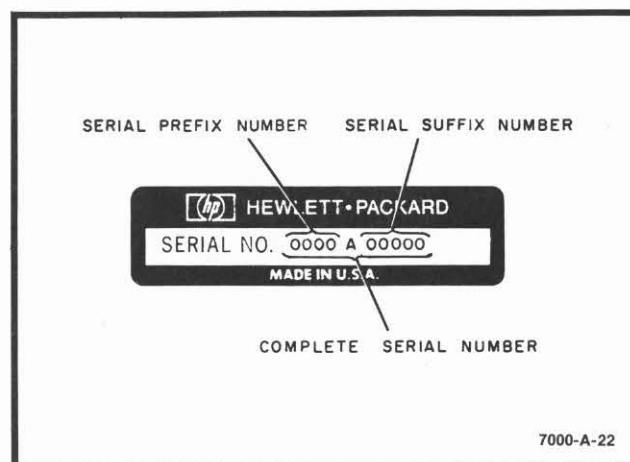 SERIAL PREFIX NUMBER SERIAL SUFFIX NUMBER
hp HEWLETT•PACKARD
SERIAL NO. 0000 A 00000
MADE IN U.S.A.
COMPLETE SERIAL NUMBER
7000-A-22